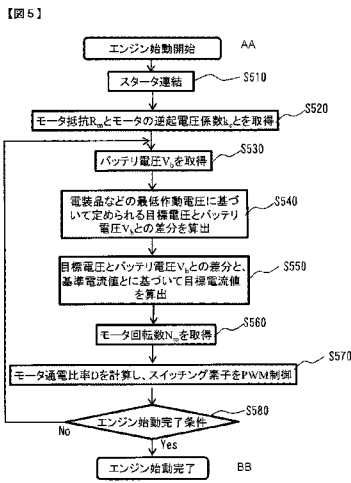 【図5】
エンジン始動開始 AA
スタータ連結 S510
モータ抵抗Rmとモータの逆起電圧係数keとを取得 S520
バッテリ電圧Vbを取得 S530
電装品などの最低作動電圧に基づ
いて定められる目標電圧とバッテリ
電圧Vbとの差分を算出 S540
目標電圧とバッテリ電圧Vbとの差分と、
基準電流値とに基づいて目標電流値
を算出 S550
モータ回転数Nmを取得 S560
モータ通電比率Dを計算し、スイッチング素子をPWM制御 S570
エンジン始動完了条件 S580
No
Yes
エンジン始動完了 BB